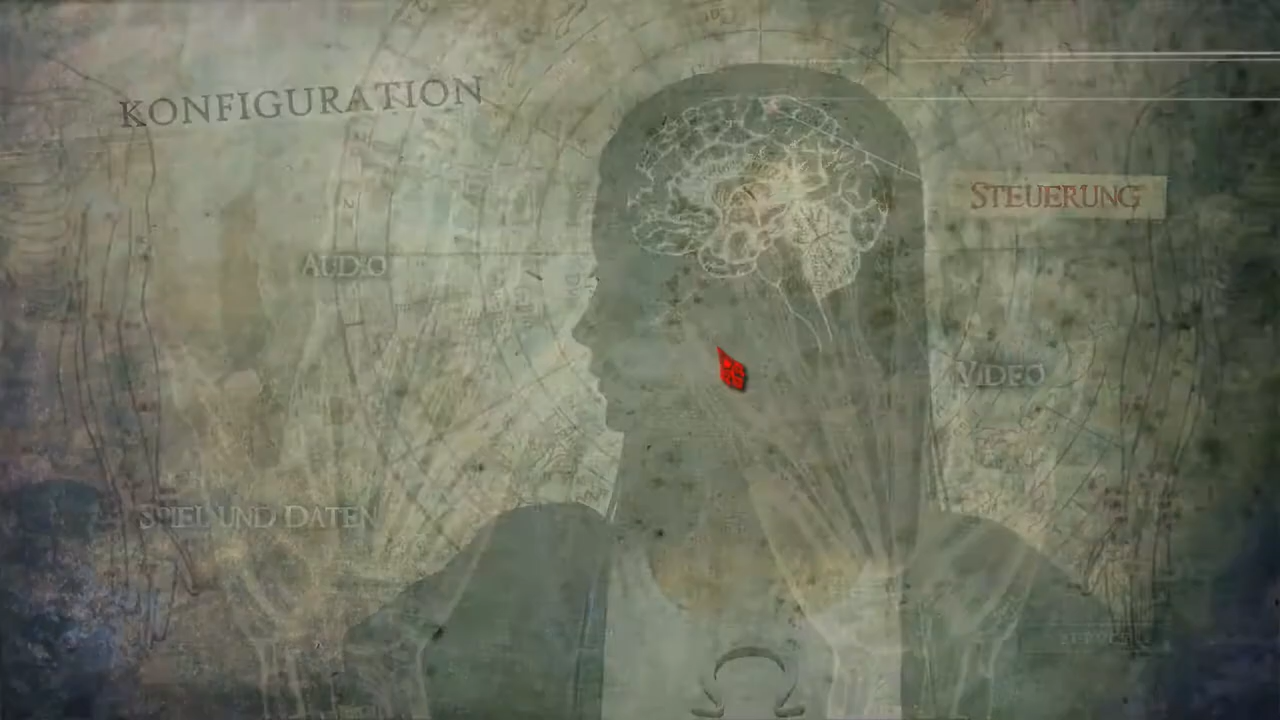 KONFIGURATION
STEUERUNG
AUDIO
VIDEO
SPIEL UND DATEN